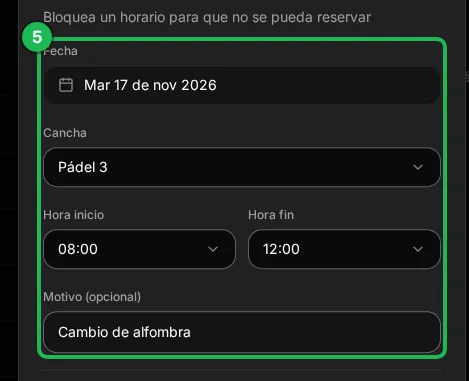 Bloquea un horario para que no se pueda reservar
5
Fecha
Mar 17 de nov 2026
Cancha
Pádel 3
Hora inicio
Hora fin
08:00
12:00
Motivo (opcional)
Cambio de alfombra